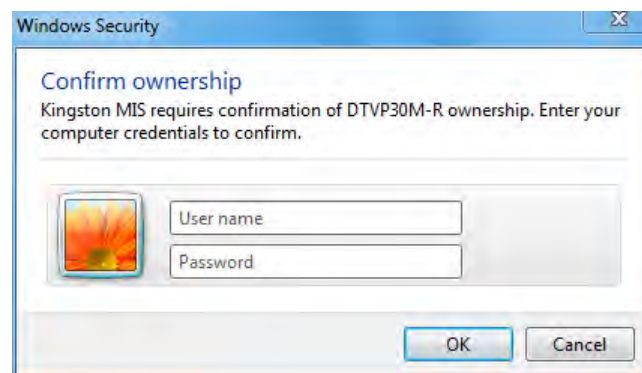 Windows Security
Confirm ownership
Kingston MIS requires confirmation of DTVP30M-R ownership. Enter your
computer credentials to confirm.
User name
Password
OK
Cancel